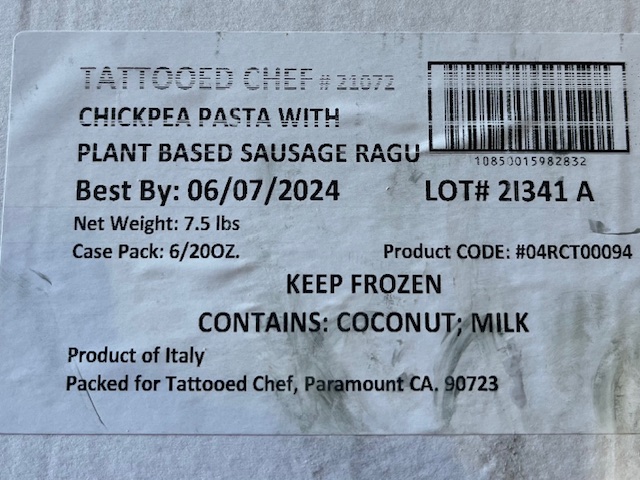 TATTOOED CHEF # 21072
CHICKPEA PASTA WITH
PLANT BASED SAUSAGE RAGU
10850015982832
Best By: 06/07/2024 LOT# 2I341 A
Net Weight: 7.5 lbs
Case Pack: 6/20OZ. Product CODE: #04RCT00094
KEEP FROZEN
CONTAINS: COCONUT; MILK
Product of Italy
Packed for Tattooed Chef, Paramount CA. 90723